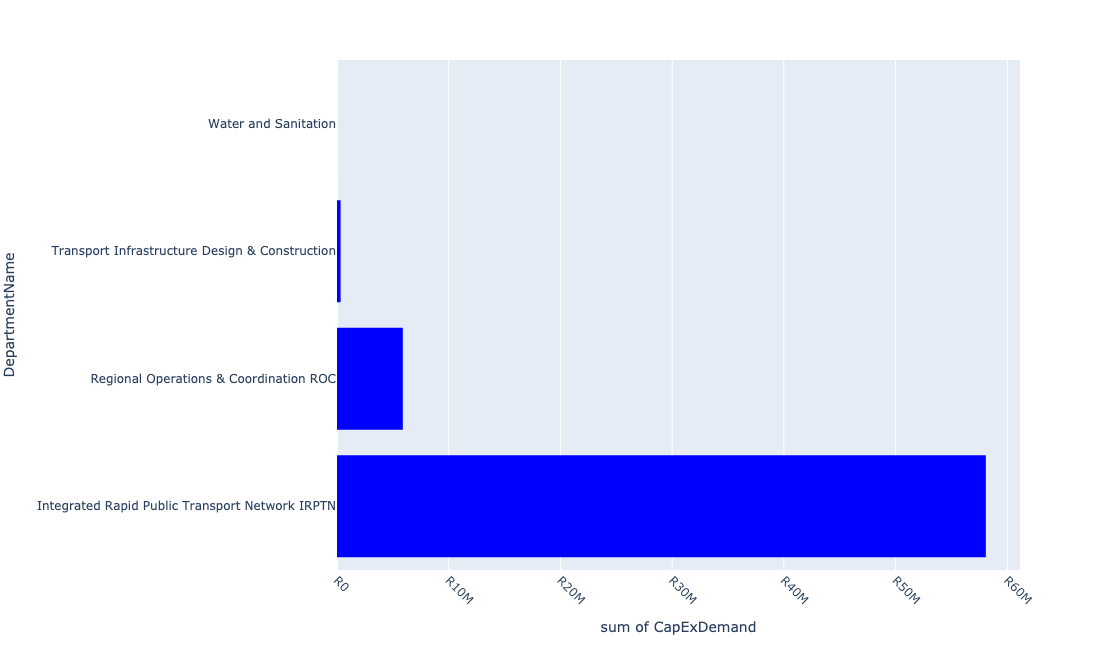 Water and Sanitation
Transport Infrastructure Design & Construction
Regional Operations & Coordination ROC
Integrated Rapid Public Transport Network IRPTN
DepartmentName
R0
R10M
R20M
R30M
R40M
R50M
R60M
sum of CapExDemand